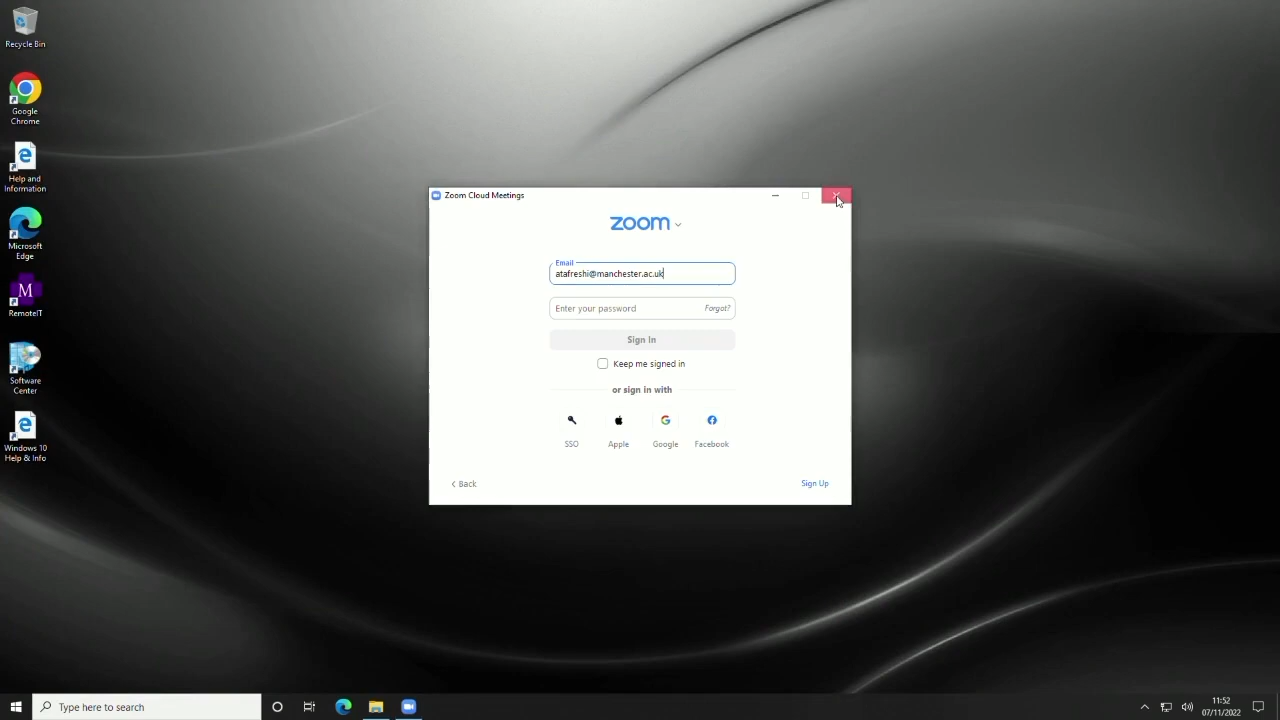 Recycle Bin
Google
Chrome
Help and
Information
Microsoft
Edge
M
RemoteIT
Software
Center
Windows 10
Help & Info
Zoom Cloud Meetings
zoom
Email
atafreshi@manchester.ac.uk
Enter your password
Forgot?
Sign In
Keep me signed in
or sign in with
SSO
Apple
Google
Facebook
Back
Sign Up
Type here to search
11:52
07/11/2022